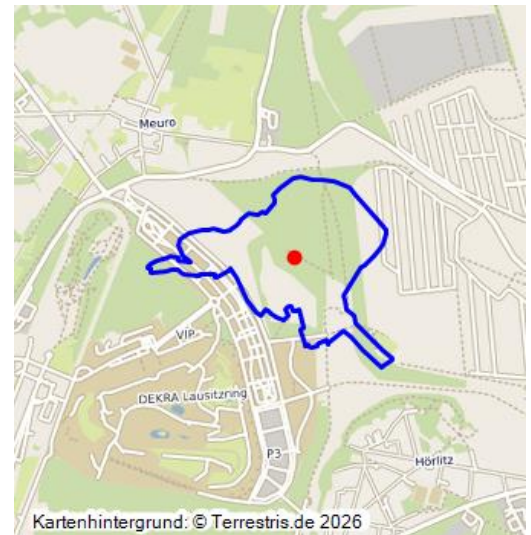 Meuro
VIP
DEKRA Lausitzring
P3
Hörlitz
Kartenhintergrund: © Terrestris.de 2026